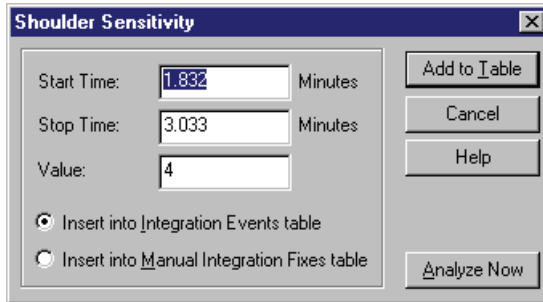 Shoulder Sensitivity
Start Time: 1.832 Minutes
Stop Time: 3.033 Minutes
Value: 4
Insert into Integration Events table
Insert into Manual Integration Fixes table
Add to Table
Cancel
Help
Analyze Now